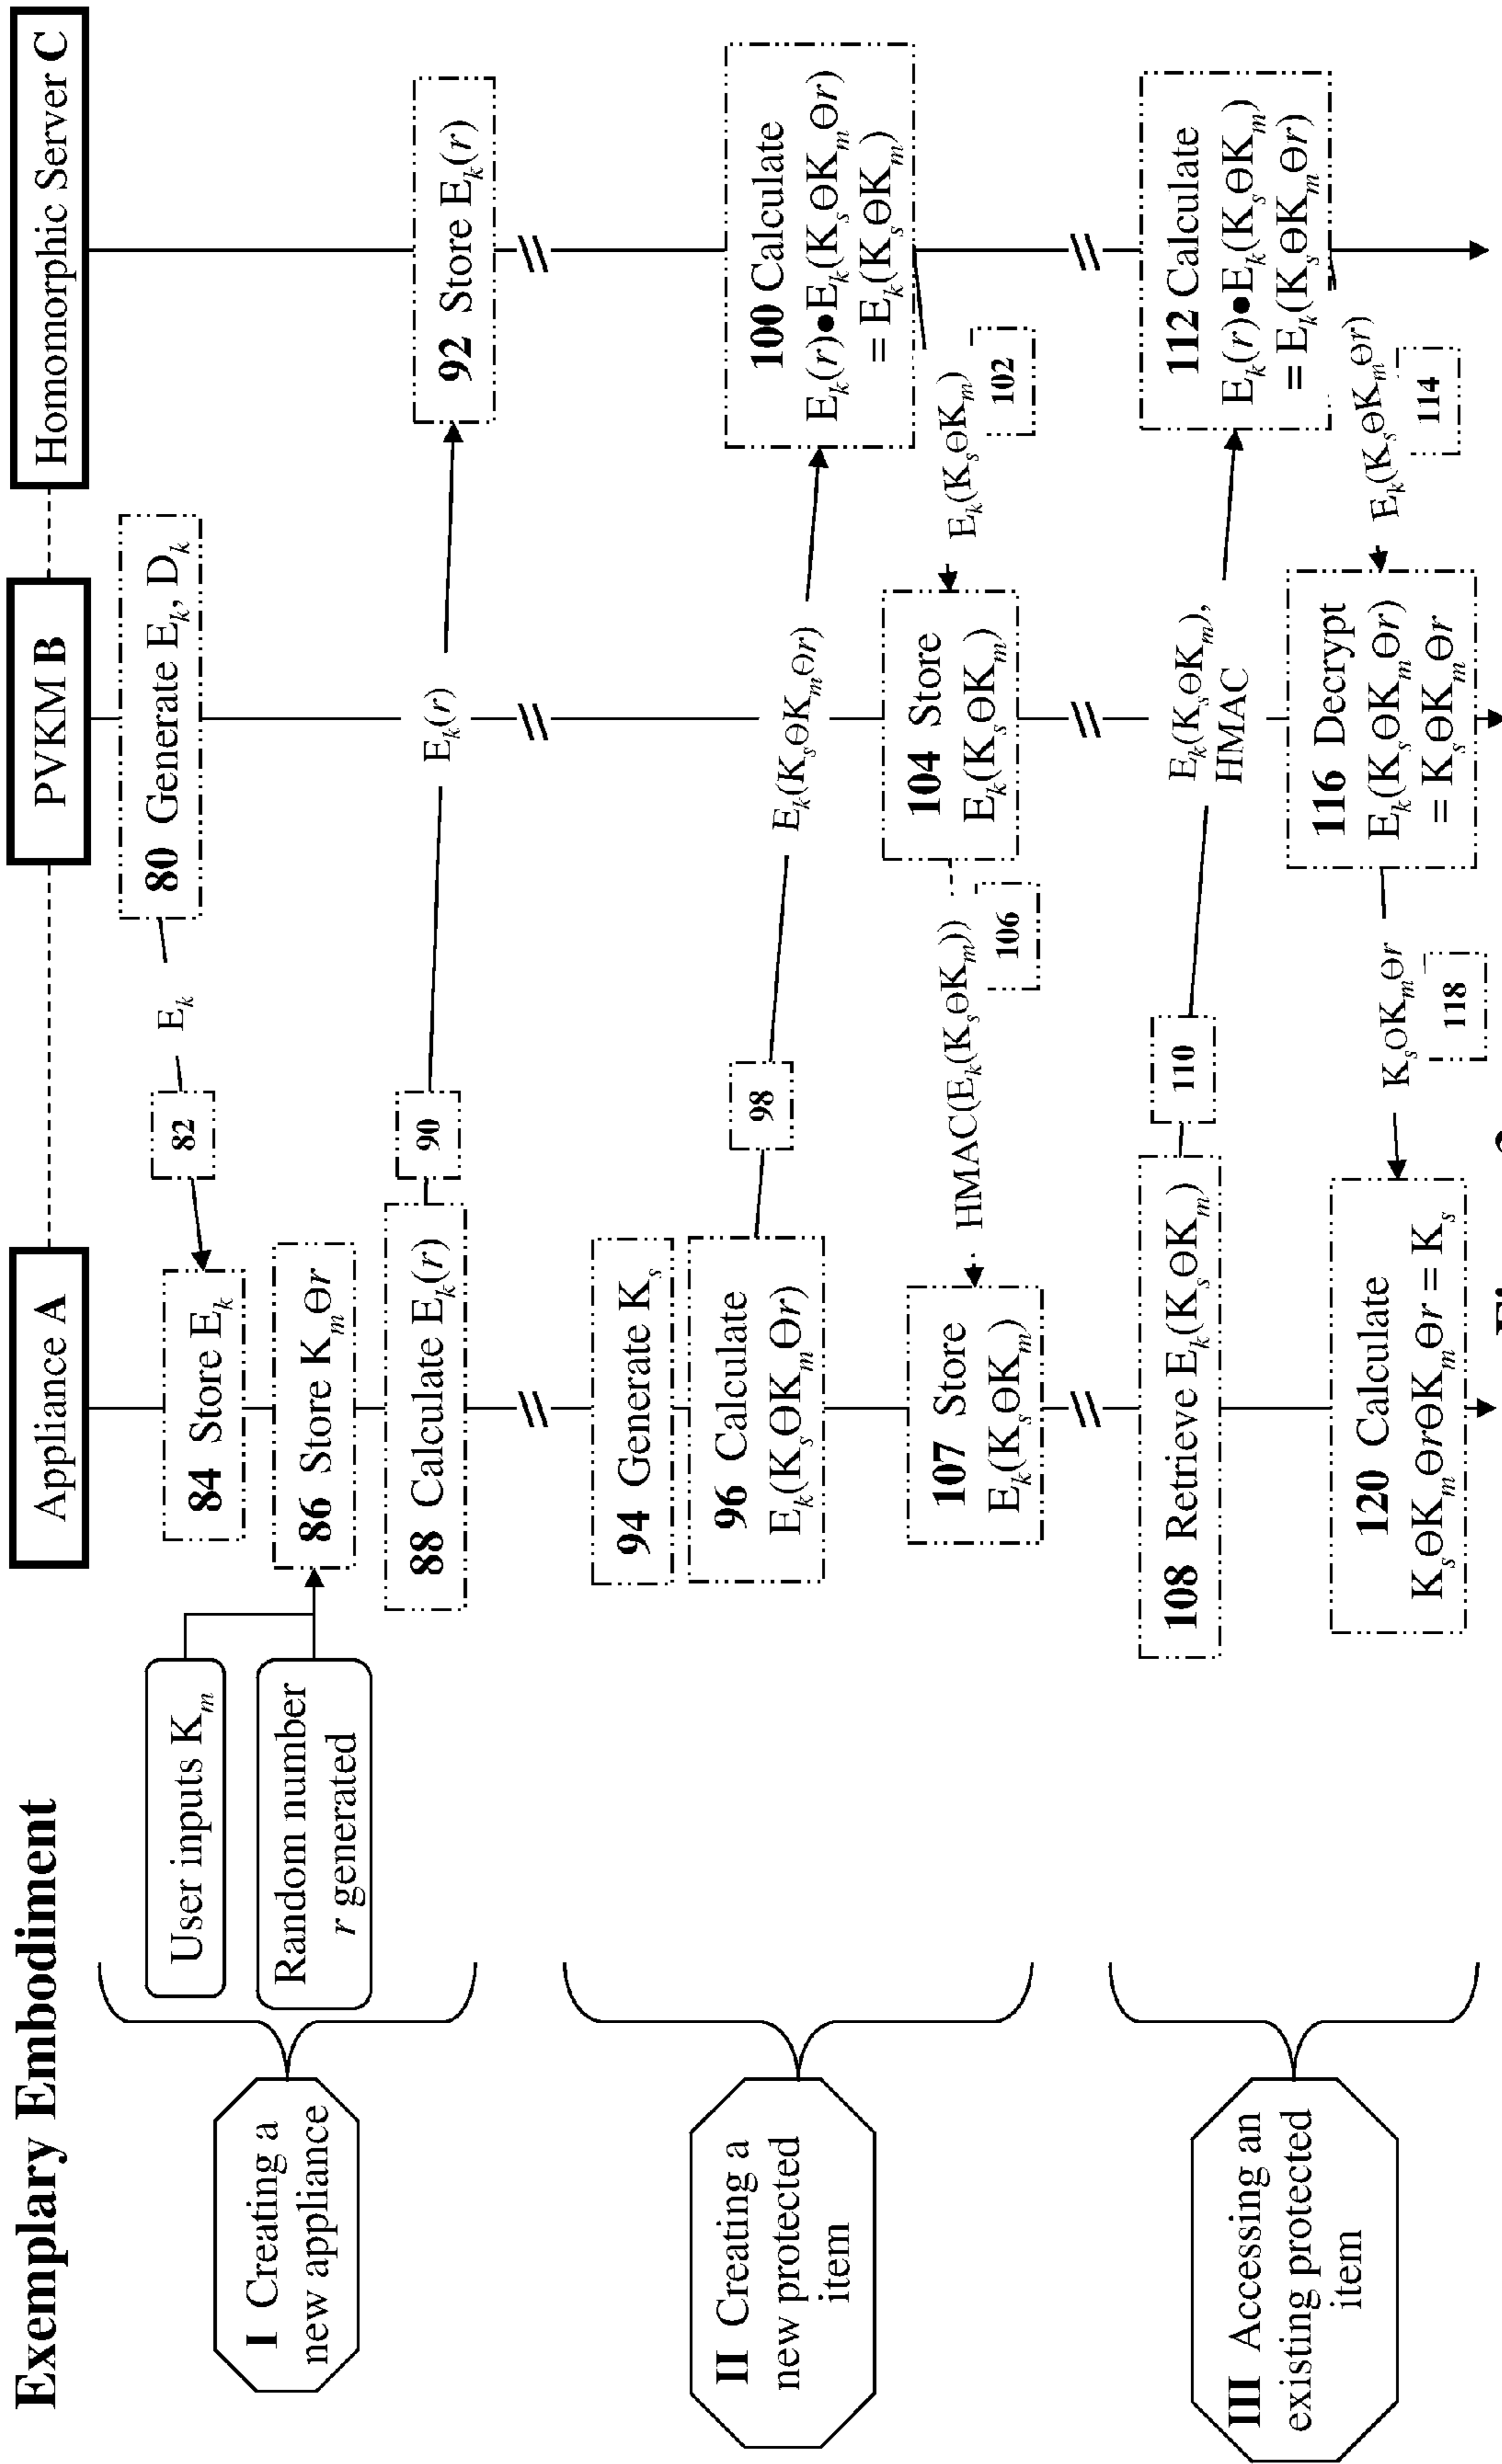 Exemplary Embodiment
Appliance A
PVKM B
Homomorphic Server C
I Creating a
new appliance
User inputs Kₘ
Random number
r generated
80 Generate Eₖ, Dₖ
Eₖ
82
84 Store Eₖ
86 Store KₘΘr
88 Calculate Eₖ(r)
90
Eₖ(r)
92 Store Eₖ(r)
II Creating a
new protected
item
94 Generate Kₛ
96 Calculate
Eₖ(KₛΘKₘΘr)
98
Eₖ(KₛΘKₘΘr)
100 Calculate
Eₖ(r)●Eₖ(KₛΘKₘΘr)
= Eₖ(KₛΘKₘ)
Eₖ(KₛΘKₘ)
102
104 Store
Eₖ(KₛΘKₘ)
HMAC(Eₖ(KₛΘKₘ))
106
107 Store
Eₖ(KₛΘKₘ)
III Accessing an
existing protected
item
108 Retrieve Eₖ(KₛΘKₘ)
110
Eₖ(KₛΘKₘ),
HMAC
112 Calculate
Eₖ(r)●Eₖ(KₛΘKₘ)
= Eₖ(KₛΘKₘΘr)
Eₖ(KₛΘKₘΘr)
114
116 Decrypt
Eₖ(KₛΘKₘΘr)
= KₛΘKₘΘr
KₛOKₘΘr
118
120 Calculate
KₛΘKₘΘrΘKₘΘr = Kₛ